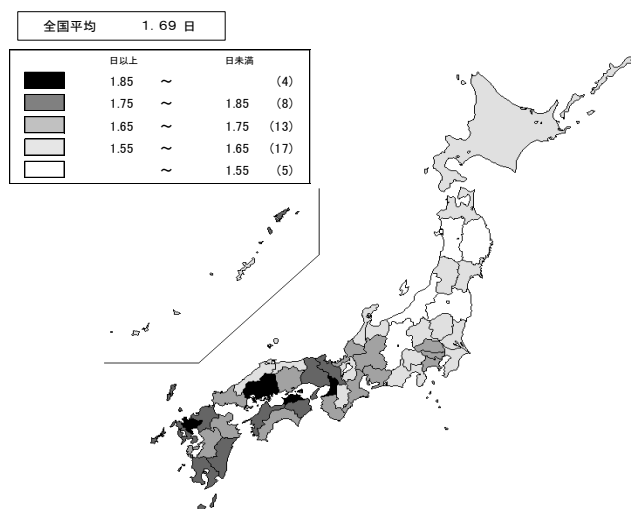 全国平均 1.69 日
日以上 日未満
1.85 ～ (4)
1.75 ～ 1.85 (8)
1.65 ～ 1.75 (13)
1.55 ～ 1.65 (17)
～ 1.55 (5)